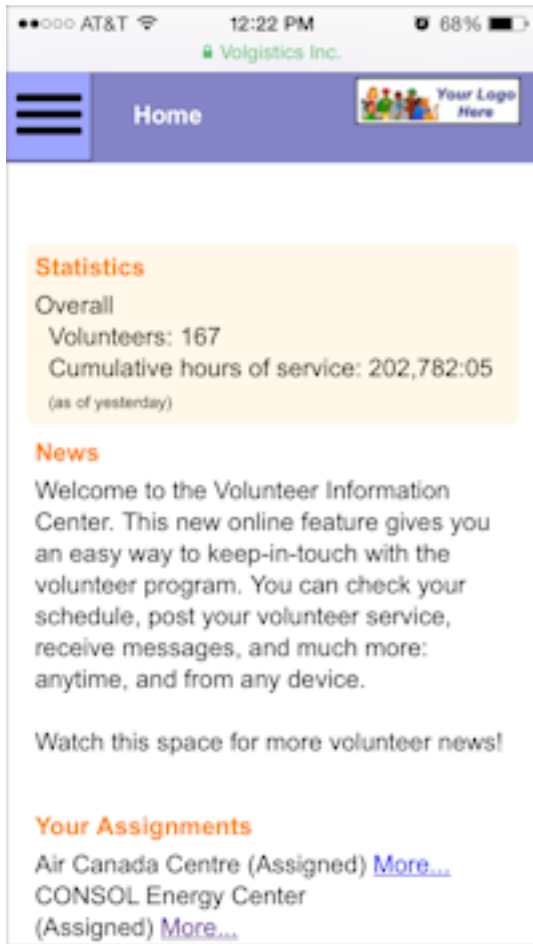 AT&T 12:22 PM 68%
Volgistics Inc.
Home
Your Logo
Here
Statistics
Overall
Volunteers: 167
Cumulative hours of service: 202,782:05
(as of yesterday)
News
Welcome to the Volunteer Information
Center. This new online feature gives you
an easy way to keep-in-touch with the
volunteer program. You can check your
schedule, post your volunteer service,
receive messages, and much more:
anytime, and from any device.
Watch this space for more volunteer news!
Your Assignments
Air Canada Centre (Assigned) More...
CONSOL Energy Center
(Assigned) More...